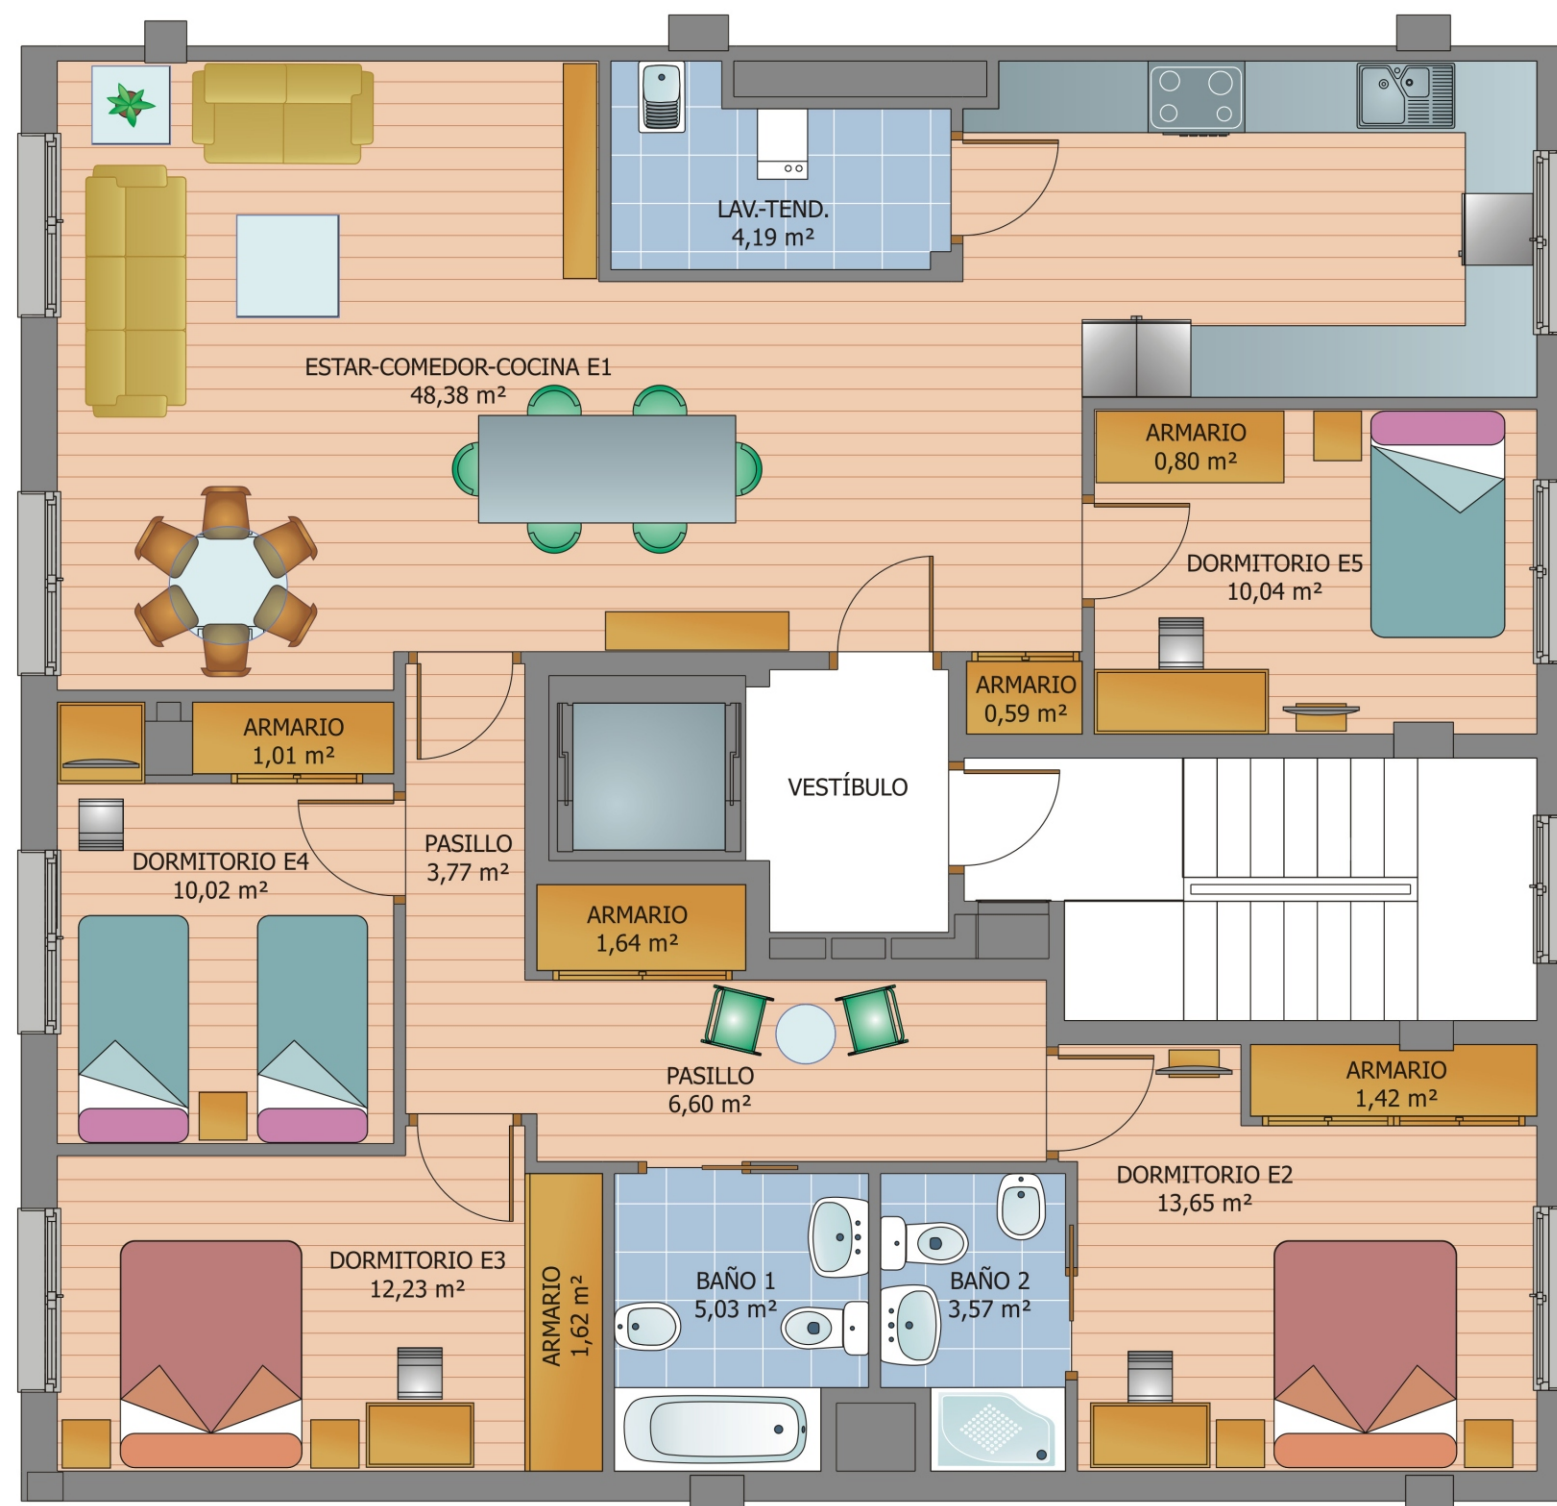 LAV.-TEND.
4,19 m²
ESTAR-COMEDOR-COCINA E1
48,38 m²
ARMARIO
0,80 m²
DORMITORIO E5
10,04 m²
ARMARIO
0,59 m²
ARMARIO
1,01 m²
VESTÍBULO
PASILLO
3,77 m²
DORMITORIO E4
10,02 m²
ARMARIO
1,64 m²
PASILLO
6,60 m²
ARMARIO
1,42 m²
DORMITORIO E2
13,65 m²
DORMITORIO E3
12,23 m²
ARMARIO
1,62 m²
BAÑO 1
5,03 m²
BAÑO 2
3,57 m²